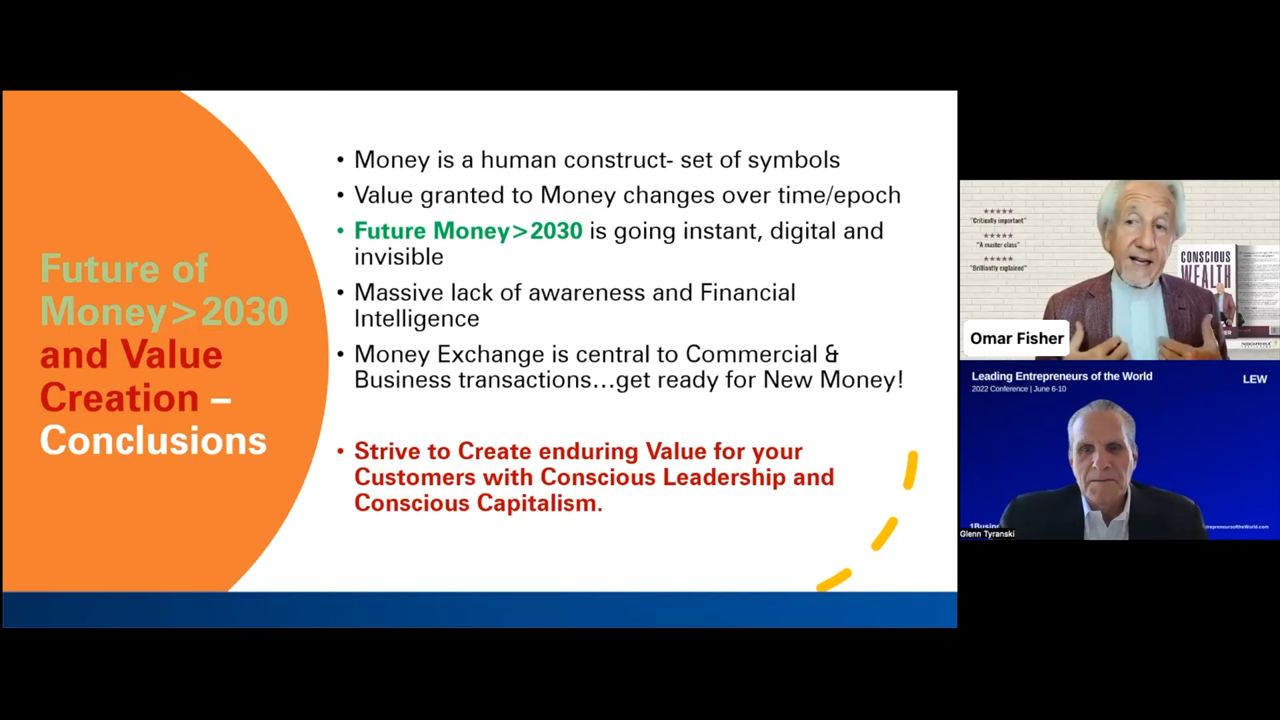 Future of
Money>2030
and Value
Creation –
Conclusions
• Money is a human construct- set of symbols
• Value granted to Money changes over time/epoch
• Future Money>2030 is going instant, digital and
invisible
• Massive lack of awareness and Financial
Intelligence
• Money Exchange is central to Commercial &
Business transactions…get ready for New Money!
• Strive to Create enduring Value for your
Customers with Conscious Leadership and
Conscious Capitalism.
★★★★★
"Critically important"
★★★★★
"A master class"
★★★★★
"Brilliantly explained"
CONSCIOUS
WEALTH
Omar Fisher
Leading Entrepreneurs of the World
LEW
2022 Conference | June 6-10
Glenn Tyranski